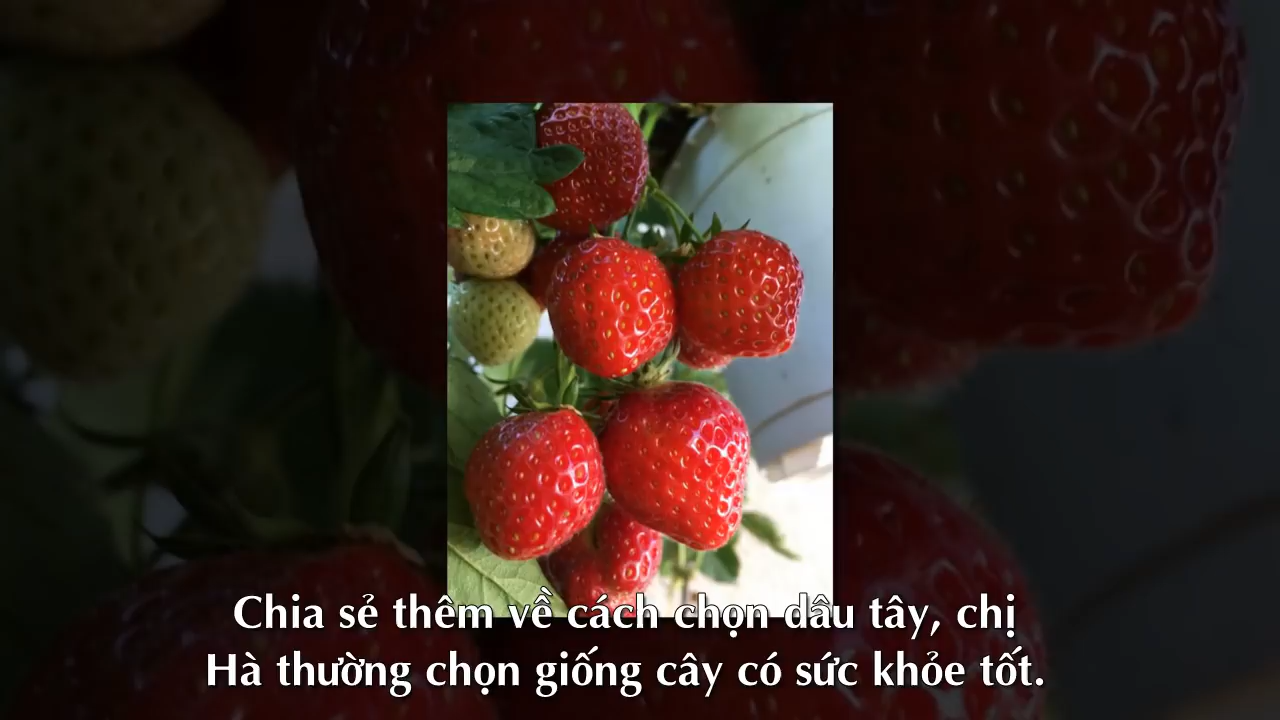 Chia sẻ thêm về cách chọn dâu tây, chị
Hà thường chọn giống cây có sức khỏe tốt.